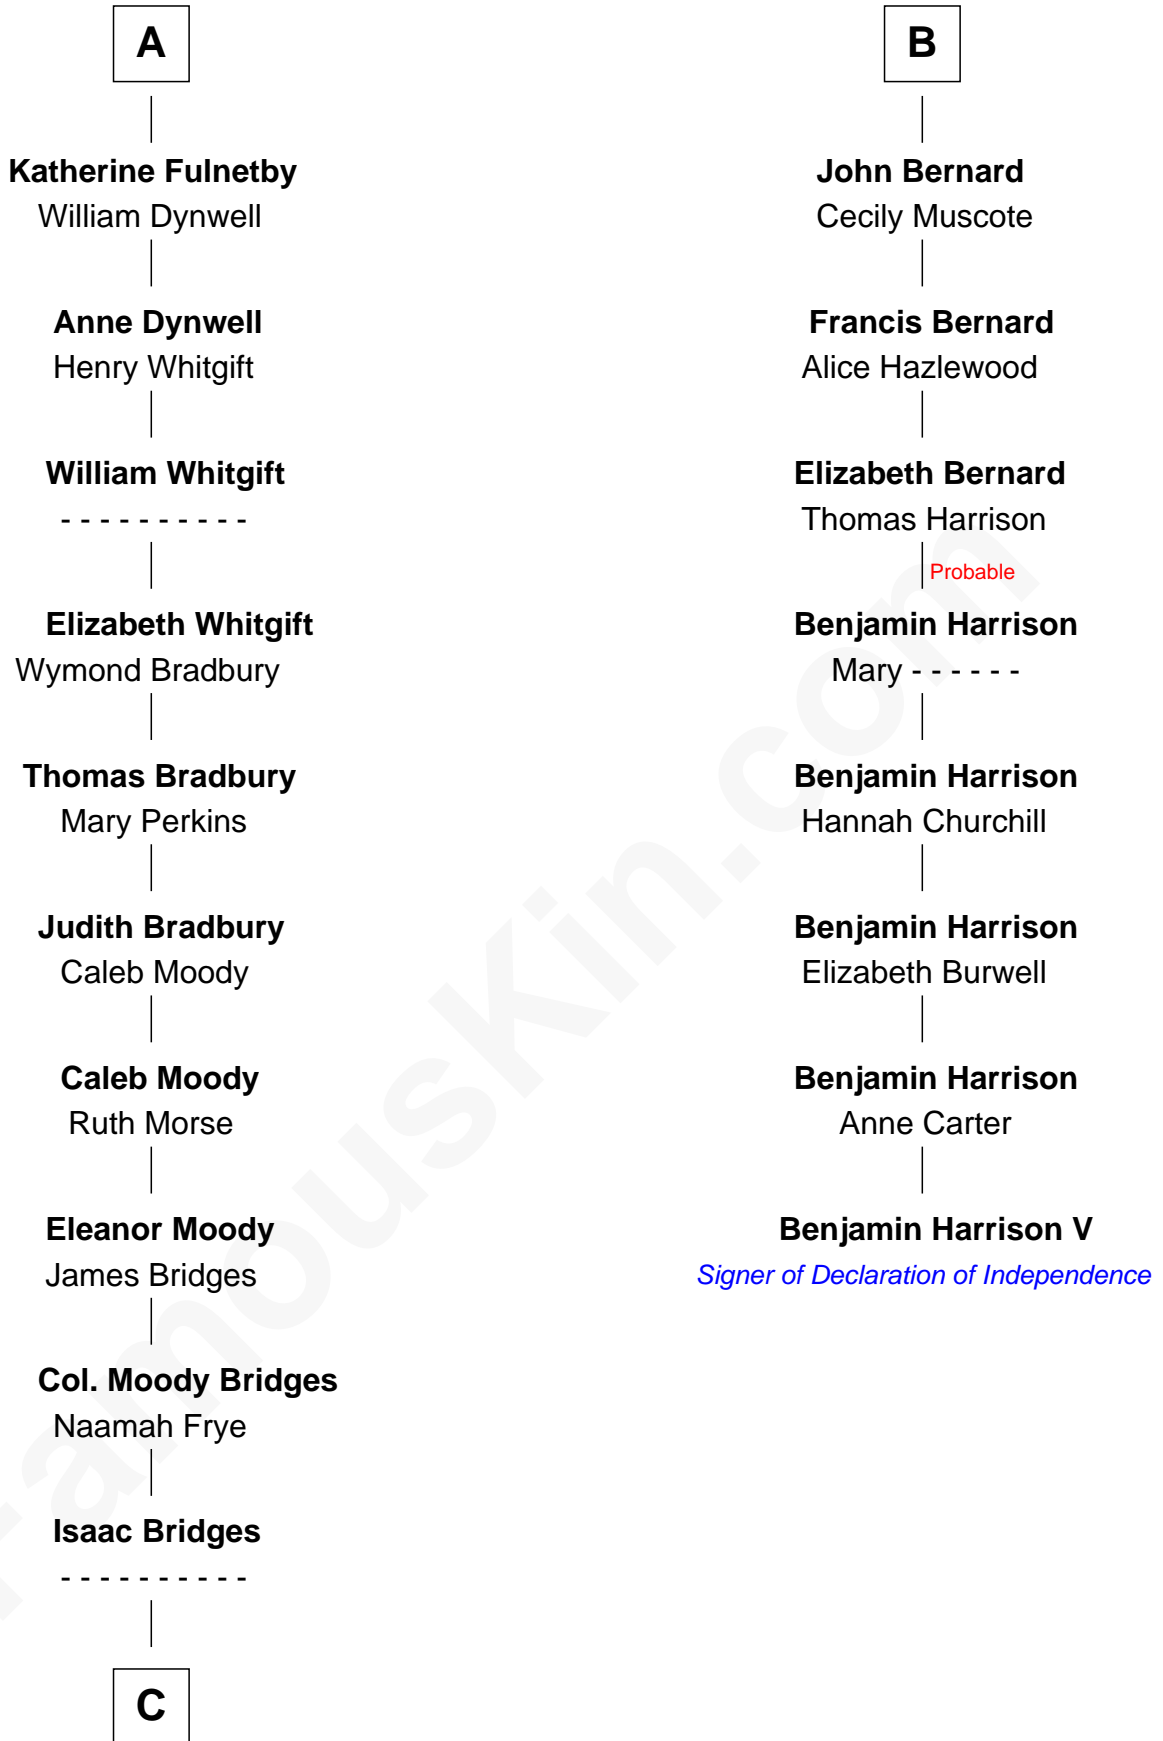 A
Katherine Fulnetby
William Dynwell
Anne Dynwell
Henry Whitgift
William Whitgift
- - - - - - - - - -
Elizabeth Whitgift
Wymond Bradbury
Thomas Bradbury
Mary Perkins
Judith Bradbury
Caleb Moody
Caleb Moody
Ruth Morse
Eleanor Moody
James Bridges
Col. Moody Bridges
Naamah Frye
Isaac Bridges
- - - - - - - - - -
C
B
John Bernard
Cecily Muscote
Francis Bernard
Alice Hazlewood
Elizabeth Bernard
Thomas Harrison
Probable
Benjamin Harrison
Mary - - - - - -
Benjamin Harrison
Hannah Churchill
Benjamin Harrison
Elizabeth Burwell
Benjamin Harrison
Anne Carter
Benjamin Harrison V
Signer of Declaration of Independence
FamousKin.com